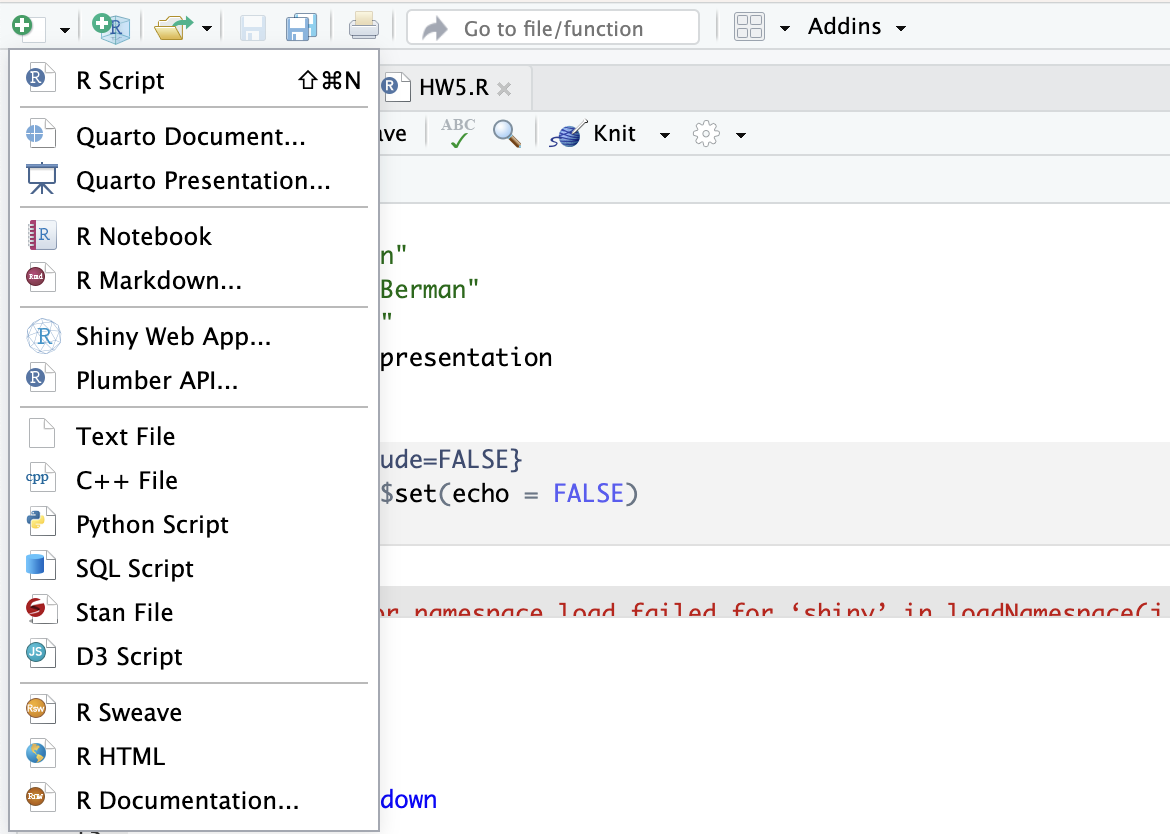 Go to file/function
Addins
R Script ⇧⌘N
HW5.R
Quarto Document...
ve
ABC
Knit
Quarto Presentation...
R Notebook
n"
R Markdown...
Berman"
"
Shiny Web App...
presentation
Plumber API...
Text File
ude=FALSE}
C++ File
$set(echo = FALSE)
Python Script
SQL Script
Stan File
or namespace load failed for ‘shiny’ in loadNamespace(i
D3 Script
R Sweave
R HTML
R Documentation...
down